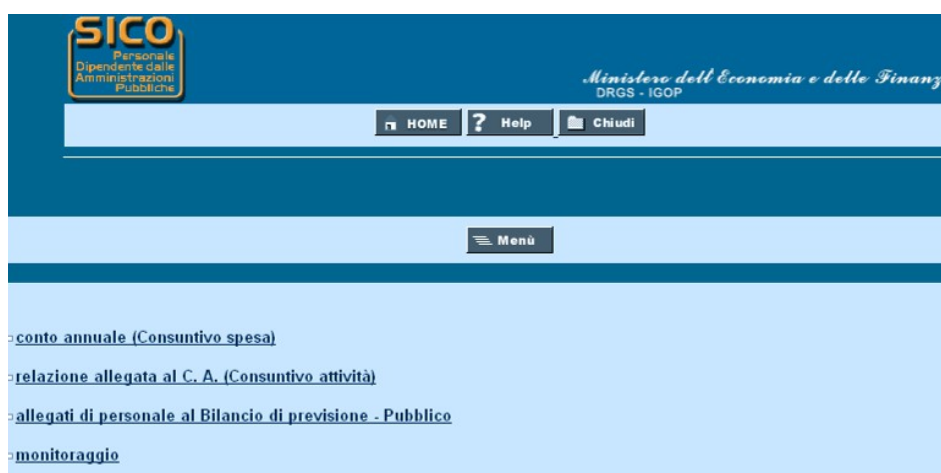 SICO
Personale
Dipendente dalle
Amministrazioni
Pubbliche
Ministero dell'Economia e delle Finanz
DRGS - IGOP
HOME ? Help Chiudi
Menù
conto annuale (Consuntivo spesa)
relazione allegata al C. A. (Consuntivo attività)
allegati di personale al Bilancio di previsione - Pubblico
monitoraggio